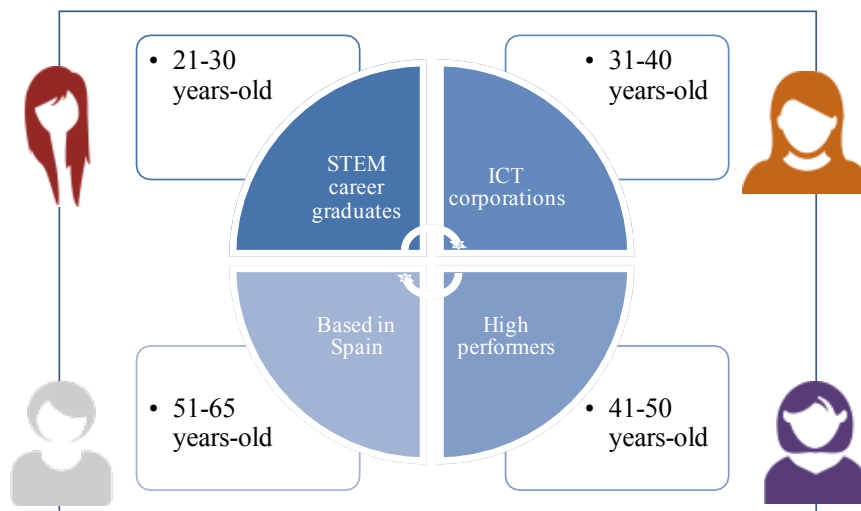 • 21-30
years-old
• 31-40
years-old
STEM
career
graduates
ICT
corporations
Based in
Spain
High
performers
• 51-65
years-old
• 41-50
years-old